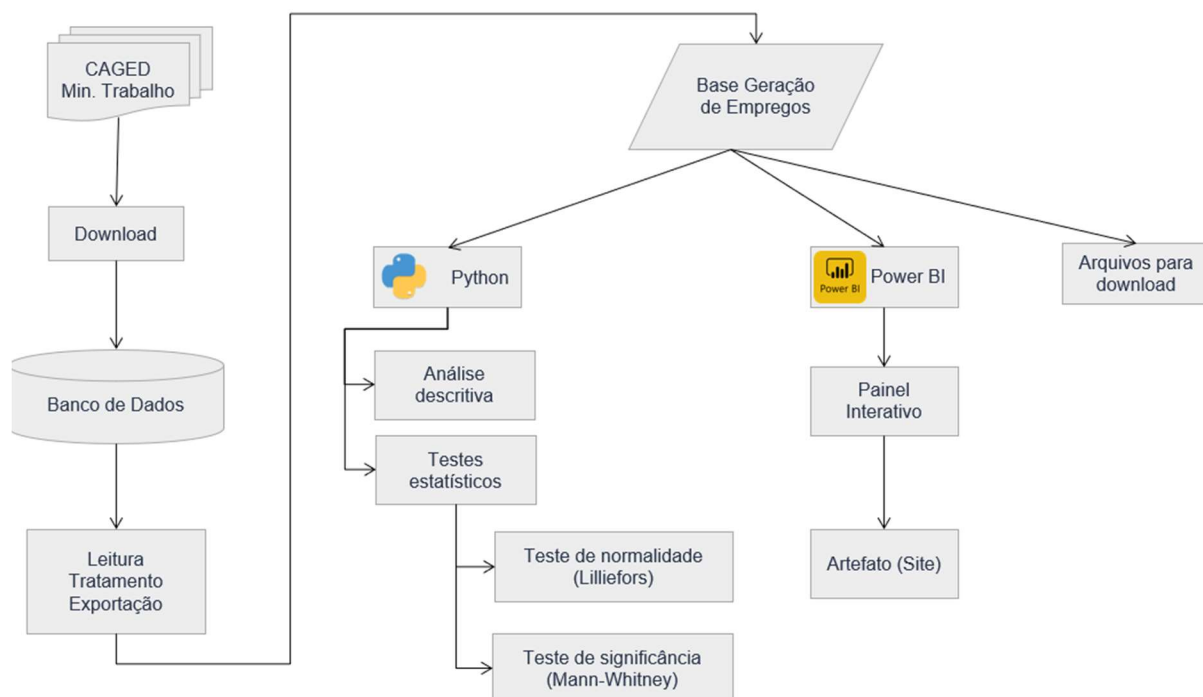 CAGED
Min. Trabalho
Download
Banco de Dados
Leitura
Tratamento
Exportação
Base Geração
de Empregos
Python
Análise
descritiva
Testes
estatísticos
Teste de normalidade
(Lilliefors)
Teste de significância
(Mann-Whitney)
Power BI
Power BI
Painel
Interativo
Artefato (Site)
Arquivos para
download